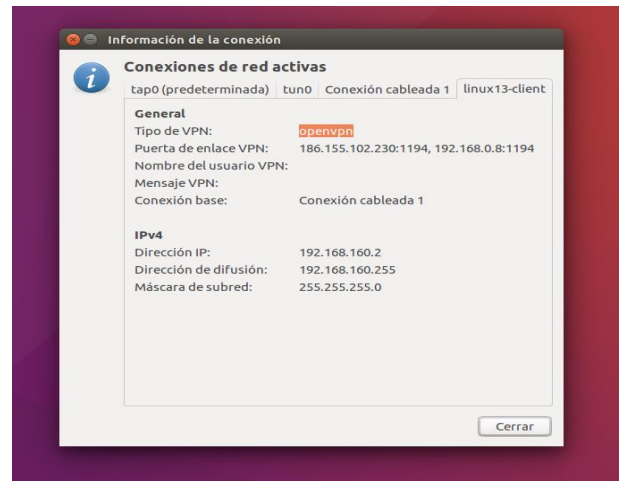 Información de la conexión
Conexiones de red activas
tap0 (predeterminada) tun0 Conexión cableada 1 linux13-client
General
Tipo de VPN: openvpn
Puerta de enlace VPN: 186.155.102.230:1194, 192.168.0.8:1194
Nombre del usuario VPN:
Mensaje VPN:
Conexión base: Conexión cableada 1
IPv4
Dirección IP: 192.168.160.2
Dirección de difusión: 192.168.160.255
Máscara de subred: 255.255.255.0
Cerrar